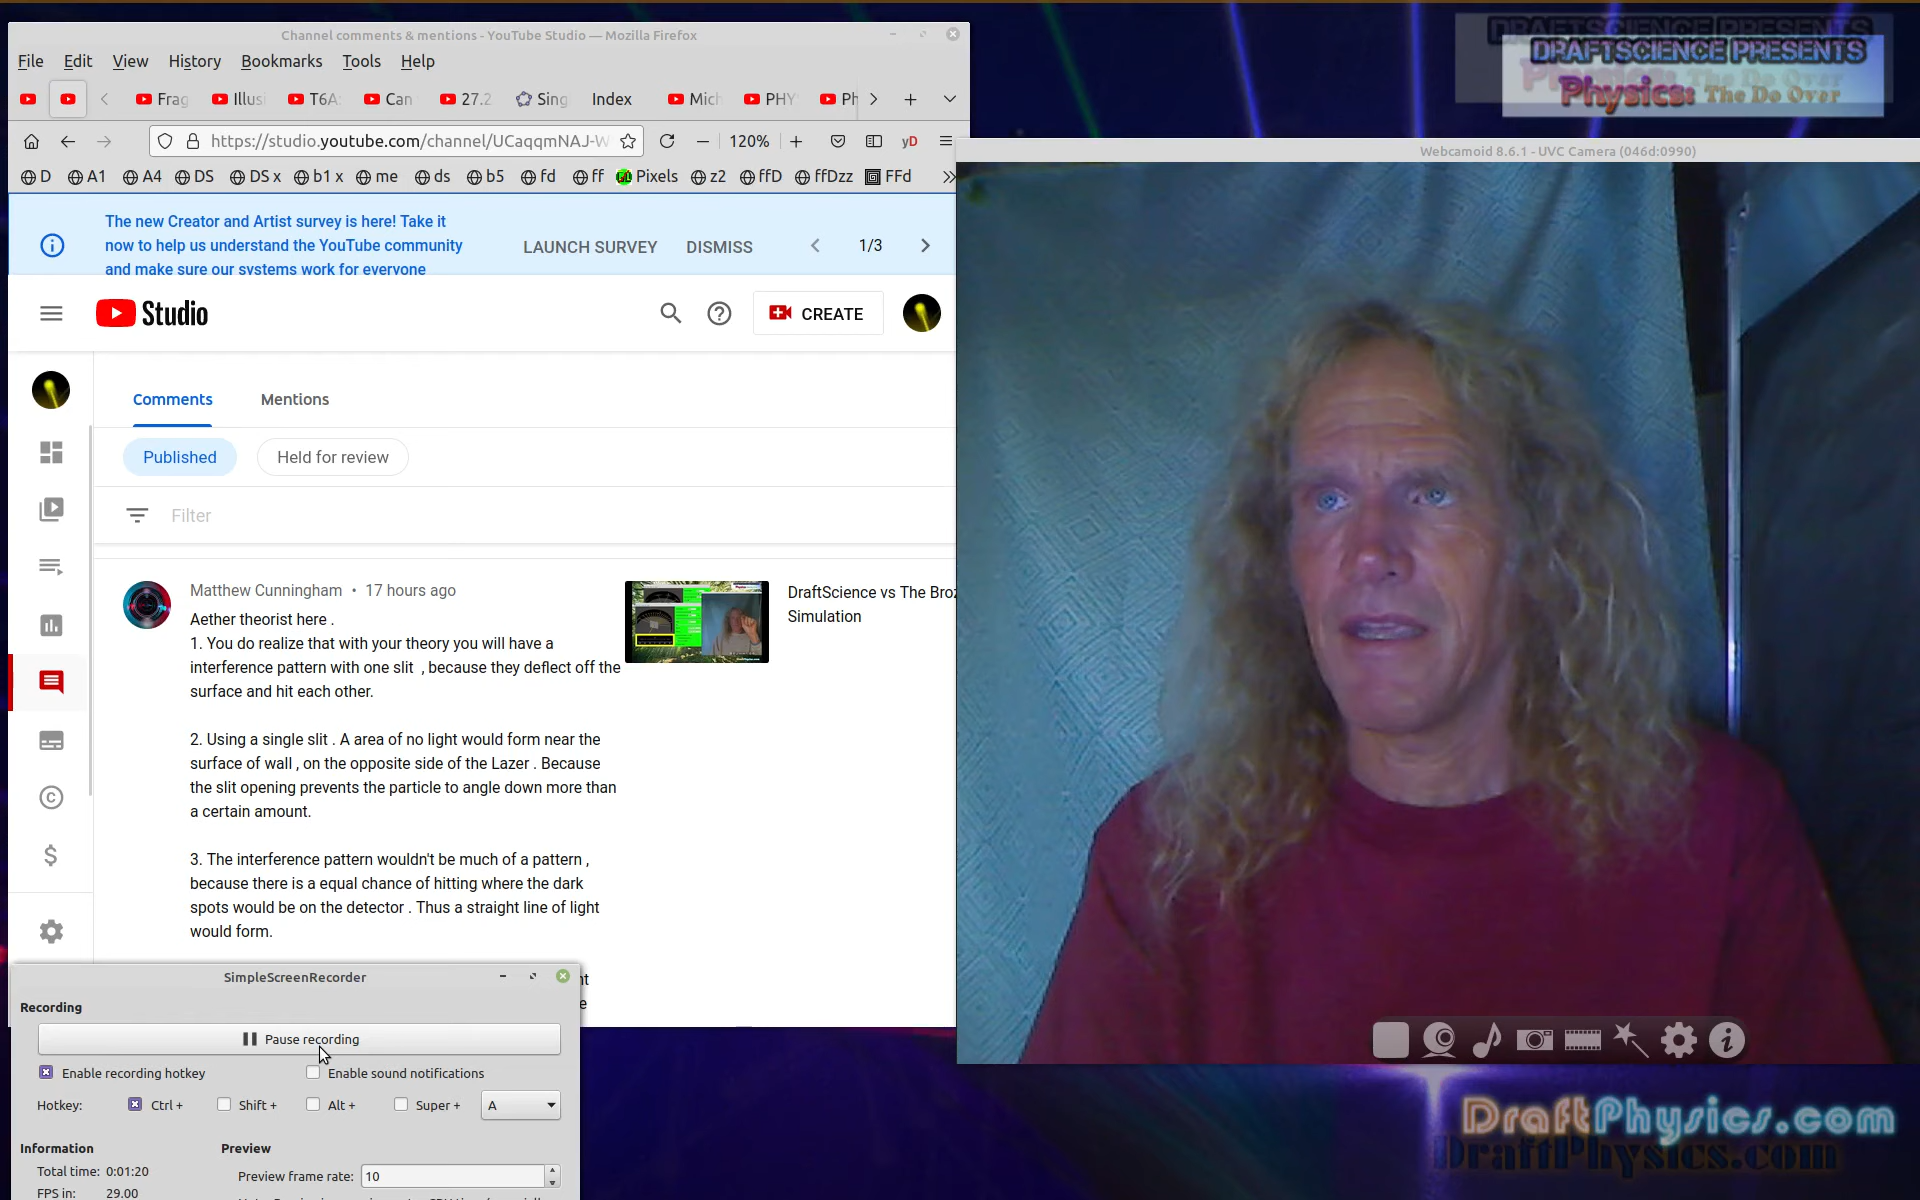 Channel comments & mentions - YouTube Studio — Mozilla Firefox
File Edit View History Bookmarks Tools Help
Frag Illus T6A: Can 27.2 Sing Index Mich PHY Ph
https://studio.youtube.com/channel/UCaqqmNAJ-W 120% yD
D A1 A4 DS DS x b1 x me ds b5 fd ff Pixels z2 ffD ffDzz FFd
The new Creator and Artist survey is here! Take it
now to help us understand the YouTube community
and make sure our systems work for everyone
LAUNCH SURVEY DISMISS 1/3
Studio CREATE
Comments Mentions
Published Held for review
Filter
Matthew Cunningham • 17 hours ago
Aether theorist here .
1. You do realize that with your theory you will have a
interference pattern with one slit , because they deflect off the
surface and hit each other.
2. Using a single slit . A area of no light would form near the
surface of wall , on the opposite side of the Lazer . Because
the slit opening prevents the particle to angle down more than
a certain amount.
3. The interference pattern wouldn't be much of a pattern ,
because there is a equal chance of hitting where the dark
spots would be on the detector . Thus a straight line of light
would form.
DraftScience vs The Broz
Simulation
SimpleScreenRecorder
Recording
Pause recording
Enable recording hotkey Enable sound notifications
Hotkey: Ctrl + Shift + Alt + Super + A
Information Preview
Total time: 0:01:20
Preview frame rate: 10
FPS in: 29.00
DRAFTSCIENCE PRESENTS
DRAFTSCIENCE PRESENTS
Physics: The Do Over
Webcamoid 8.6.1 - UVC Camera (046d:0990)
DraftPhysics.com
DraftPhysics.com